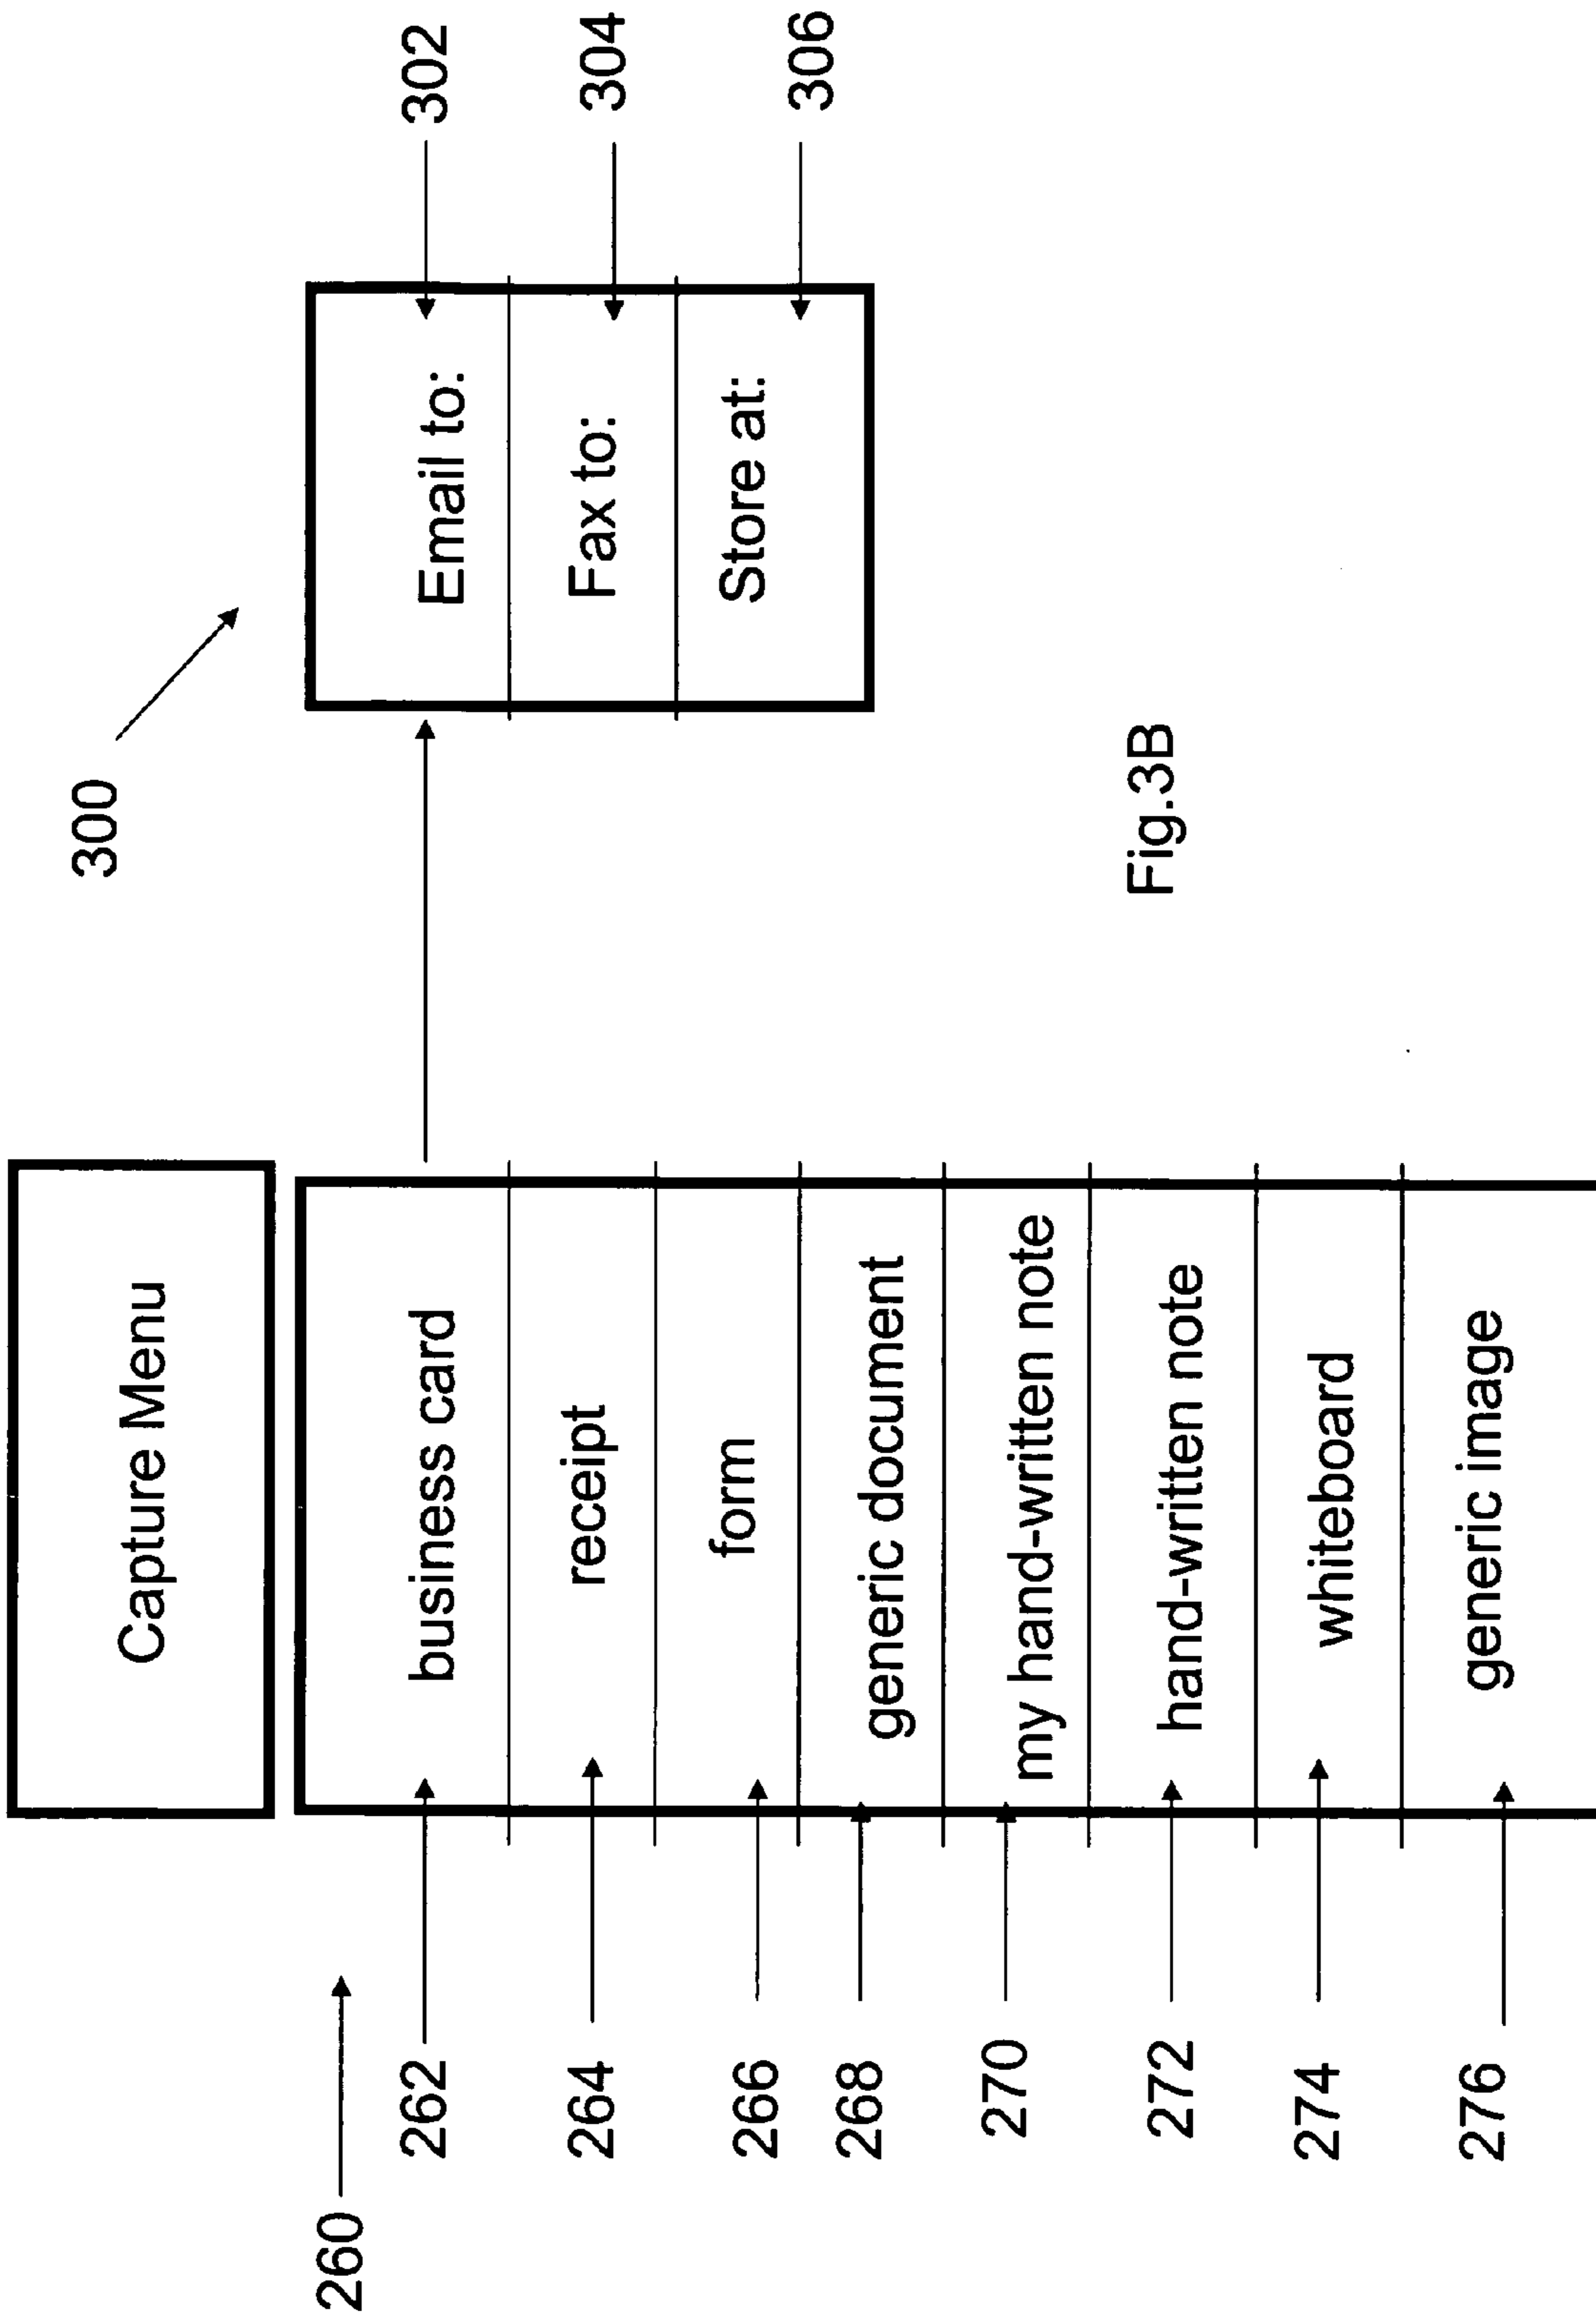 Capture Menu
300
260
262
business card
Email to:
302
264
receipt
Fax to:
304
266
form
Store at:
306
268
generic document
270
my hand-written note
272
hand-written note
274
whiteboard
276
generic image
Fig.3B